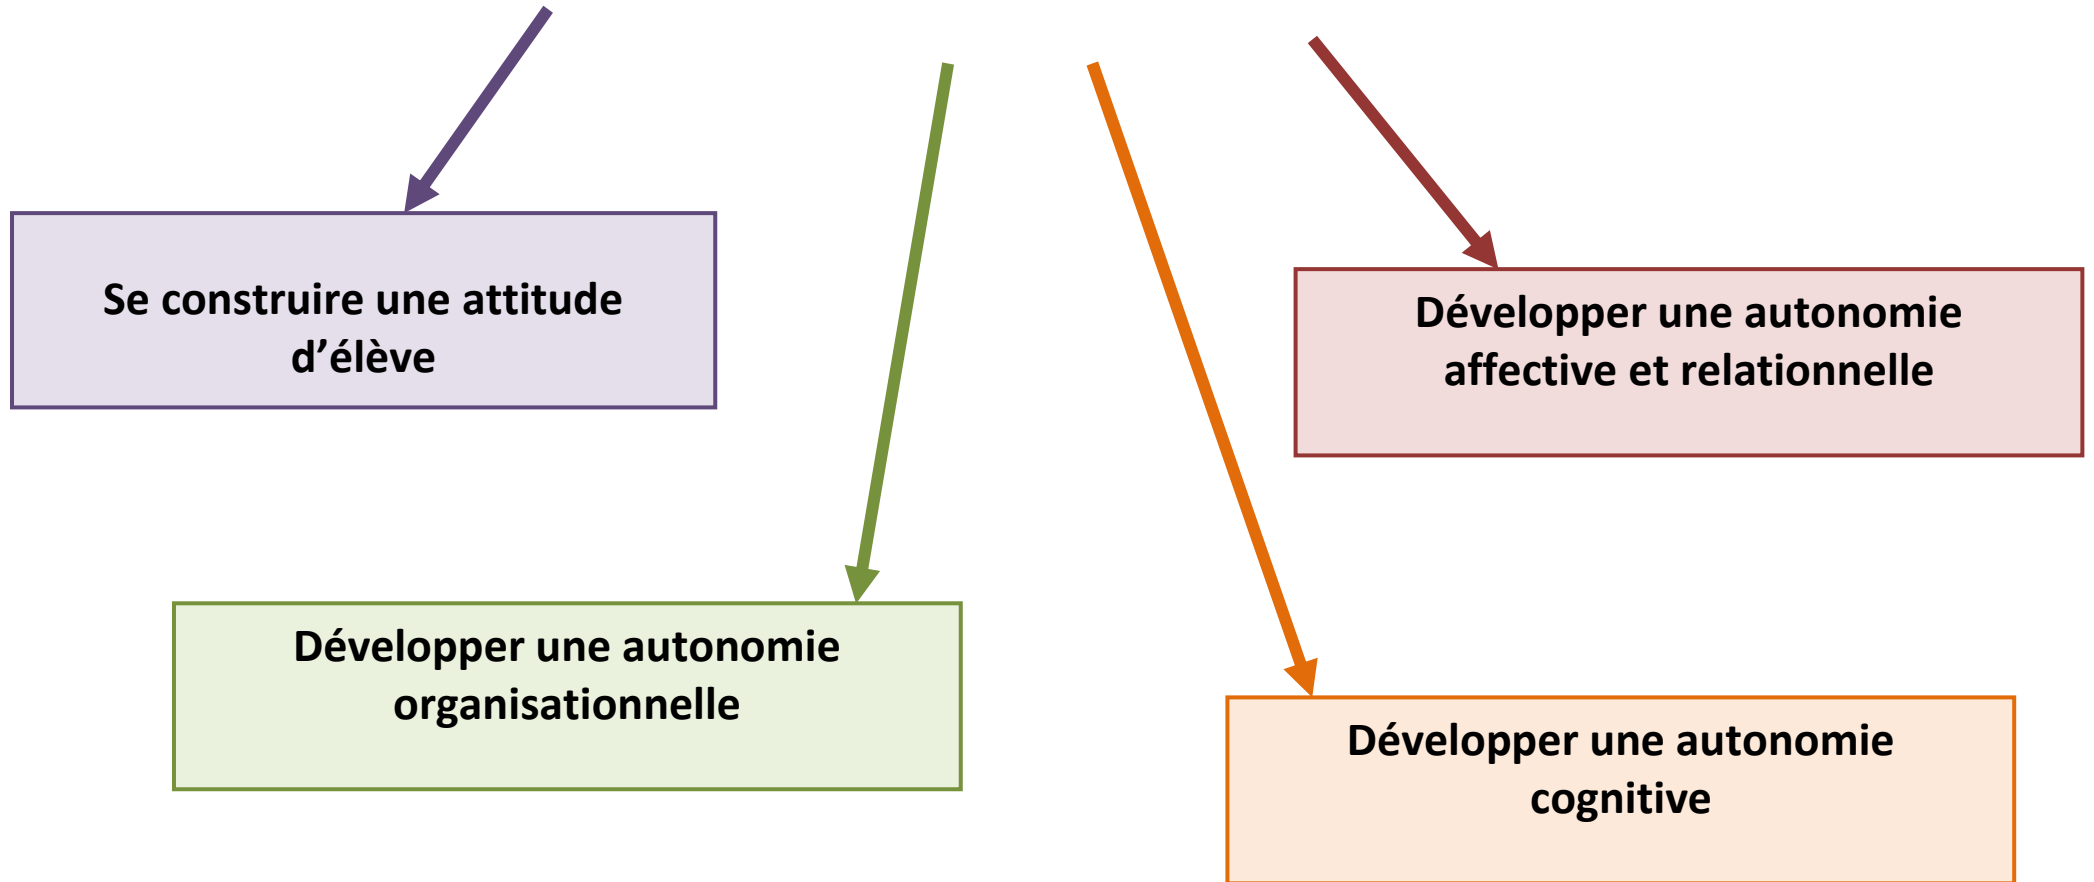 Se construire une attitude
d’élève
Développer une autonomie
affective et relationnelle
Développer une autonomie
organisationnelle
Développer une autonomie
cognitive